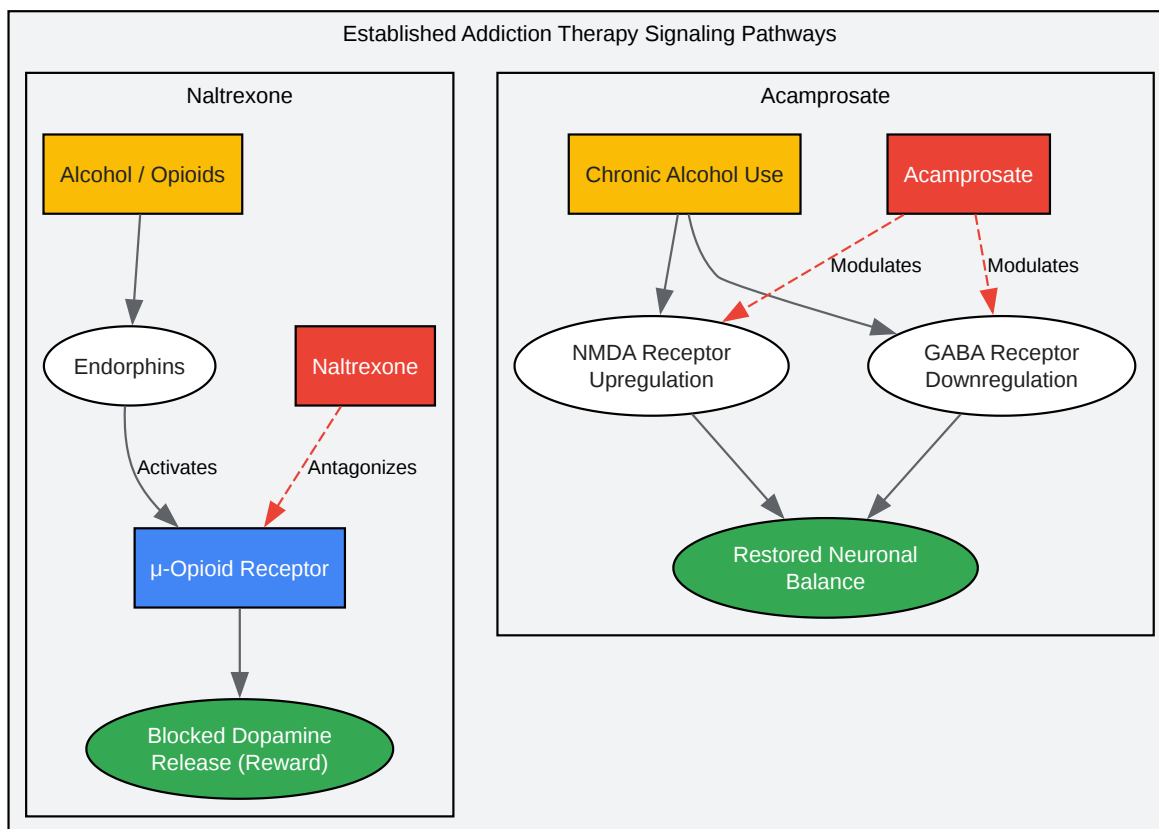 Established Addiction Therapy Signaling Pathways
Naltrexone
Alcohol / Opioids
Endorphins
Naltrexone
Activates
Antagonizes
μ-Opioid Receptor
Blocked Dopamine
Release (Reward)
Acamprosate
Chronic Alcohol Use
Acamprosate
Modulates
Modulates
NMDA Receptor
Upregulation
GABA Receptor
Downregulation
Restored Neuronal
Balance